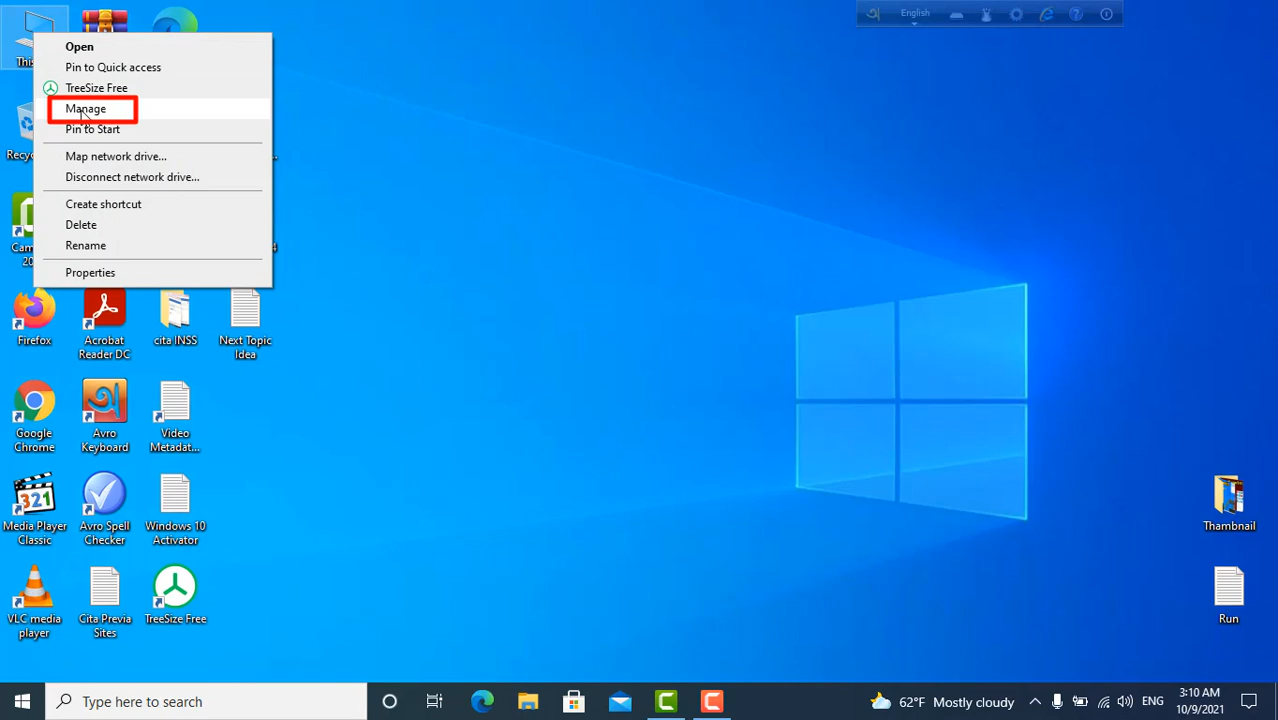 English
This
Open
Pin to Quick access
TreeSize Free
Manage
Pin to Start
Map network drive...
Disconnect network drive...
Create shortcut
Delete
Rename
Properties
Firefox
Acrobat
Reader DC
cita INSS
Next Topic
Idea
Google
Chrome
Avro
Keyboard
Video
Metadat...
321
Media Player
Classic
Avro Spell
Checker
Windows 10
Activator
Thambnail
VLC media
player
Cita Previa
Sites
TreeSize Free
Run
Type here to search
62°F Mostly cloudy
ENG
3:10 AM
10/9/2021